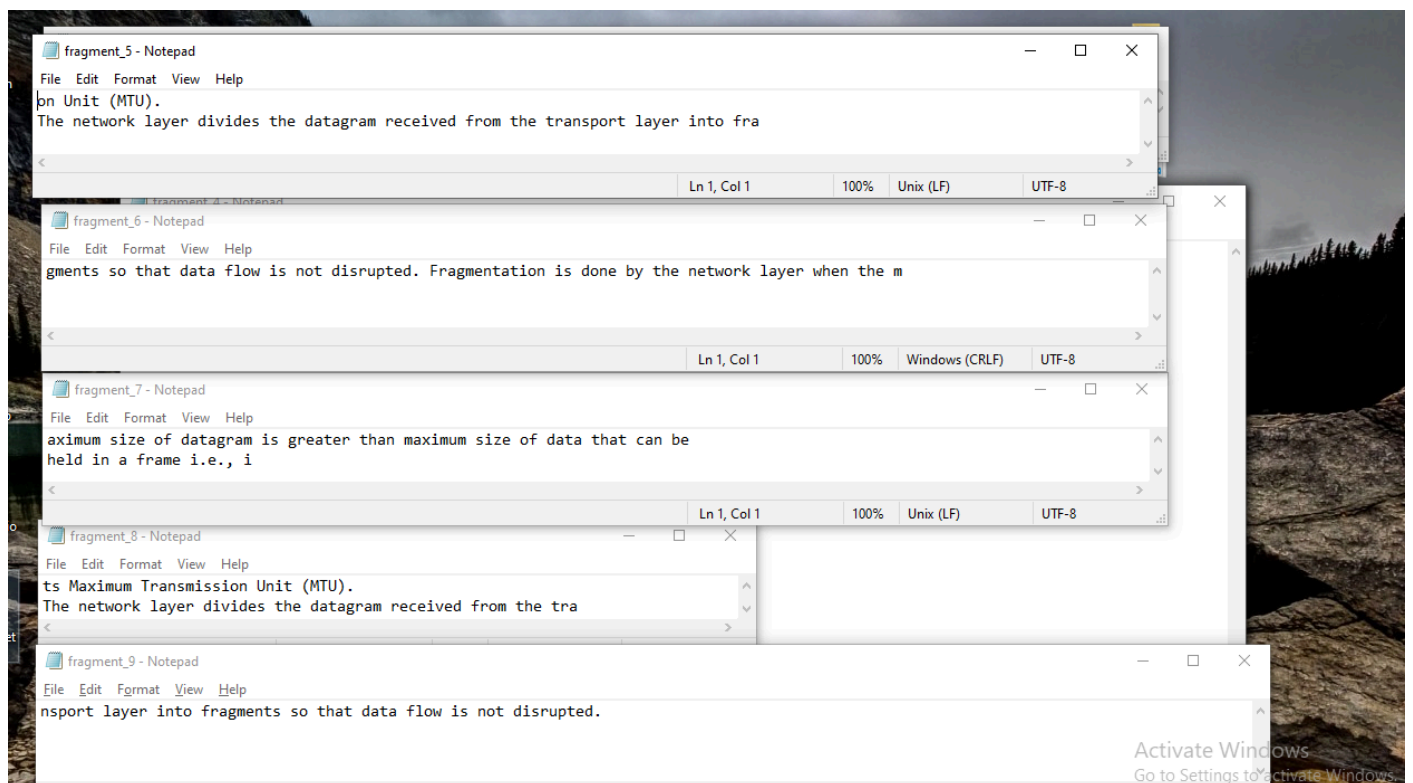 fragment_5 - Notepad
File Edit Format View Help
on Unit (MTU).
The network layer divides the datagram received from the transport layer into fra
Ln 1, Col 1 100% Unix (LF) UTF-8
fragment_4 - Notepad
fragment_6 - Notepad
File Edit Format View Help
gments so that data flow is not disrupted. Fragmentation is done by the network layer when the m
Ln 1, Col 1 100% Windows (CRLF) UTF-8
fragment_7 - Notepad
File Edit Format View Help
aximum size of datagram is greater than maximum size of data that can be
held in a frame i.e., i
Ln 1, Col 1 100% Unix (LF) UTF-8
fragment_8 - Notepad
File Edit Format View Help
ts Maximum Transmission Unit (MTU).
The network layer divides the datagram received from the tra
fragment_9 - Notepad
File Edit Format View Help
nsport layer into fragments so that data flow is not disrupted.
Activate Windows
Go to Settings to activate Windows.